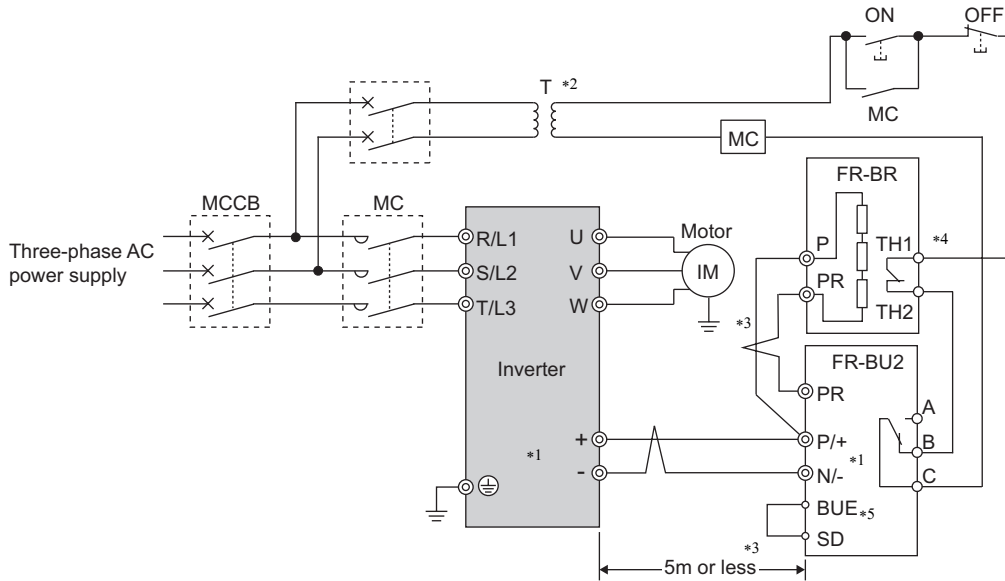 ON OFF
T *2
MC
MC
FR-BR
MCCB MC
Three-phase AC
power supply
R/L1 U Motor P TH1 *4
S/L2 V IM PR
T/L3 W TH2
*3
Inverter FR-BU2
PR
A
+ P/+ B
*1 *1
- N/- C
BUE *5
SD
*3
5m or less